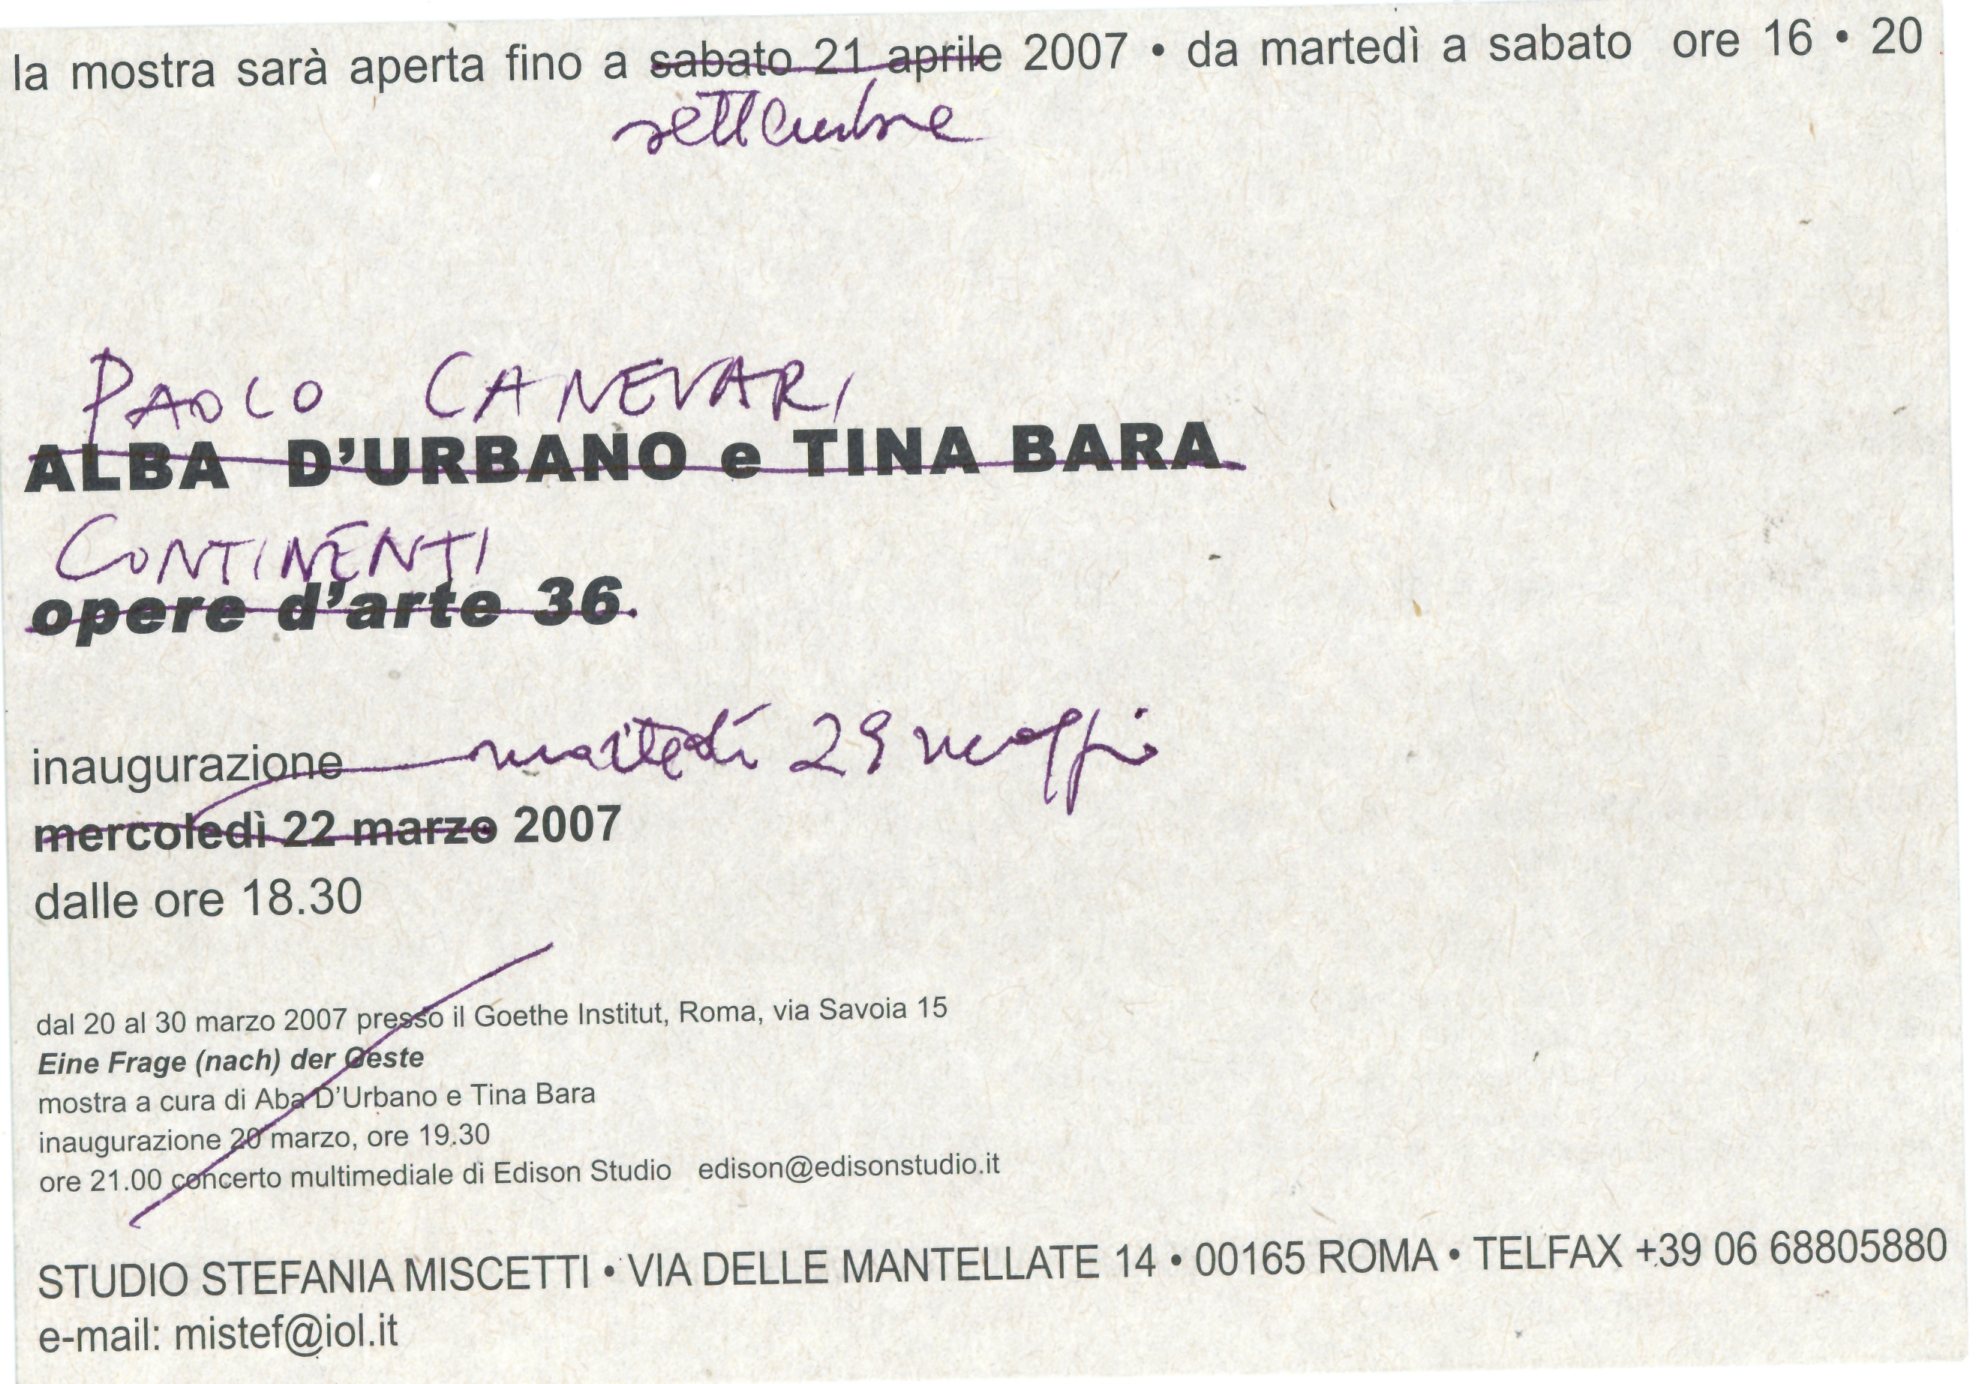 la mostra sarà aperta fino a sabato 21 aprile 2007 • da martedì a sabato ore 16 • 20
settembre
PAOLO CANEVARI
ALBA D'URBANO e TINA BARA
CONTINENTI
opere d'arte 36
inaugurazione martedì 29 maggio
mercoledì 22 marzo 2007
dalle ore 18.30
dal 20 al 30 marzo 2007 presso il Goethe Institut, Roma, via Savoia 15
Eine Frage (nach) der Geste
mostra a cura di Aba D'Urbano e Tina Bara
inaugurazione 20 marzo, ore 19.30
ore 21.00 concerto multimediale di Edison Studio edison@edisonstudio.it
STUDIO STEFANIA MISCETTI • VIA DELLE MANTELLATE 14 • 00165 ROMA • TELFAX +39 06 68805880
e-mail: mistef@iol.it